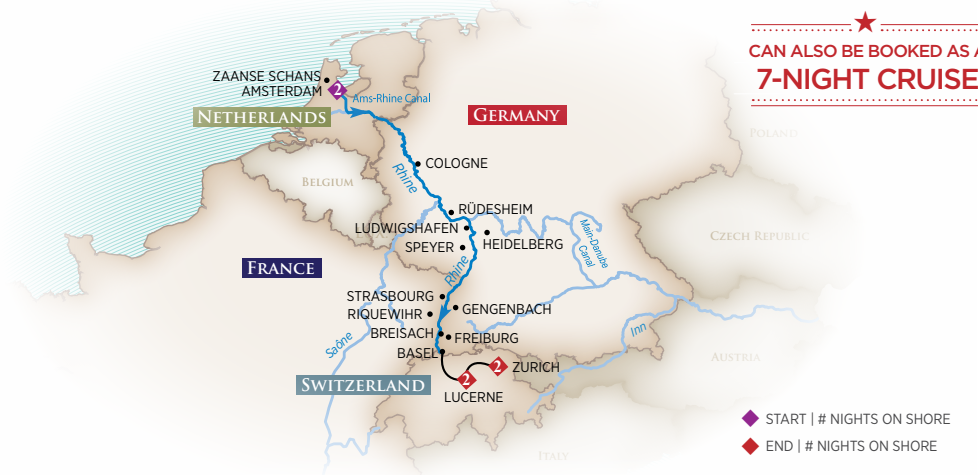 CAN ALSO BE BOOKED AS A
7-NIGHT CRUISE
ZAANSE SCHANS
AMSTERDAM
2
Ams-Rhine Canal
NETHERLANDS
GERMANY
POLAND
COLOGNE
Rhine
BELGIUM
RÜDESHEIM
LUDWIGSHAFEN
HEIDELBERG
SPEYER
Main-Danube
Canal
CZECH REPUBLIC
FRANCE
Rhine
STRASBOURG
GENGENBACH
RIQUEWIHR
BREISACH
FREIBURG
Inn
Saône
BASEL
AUSTRIA
2
ZURICH
2
SWITZERLAND
LUCERNE
START | # NIGHTS ON SHORE
END | # NIGHTS ON SHORE
ITALY